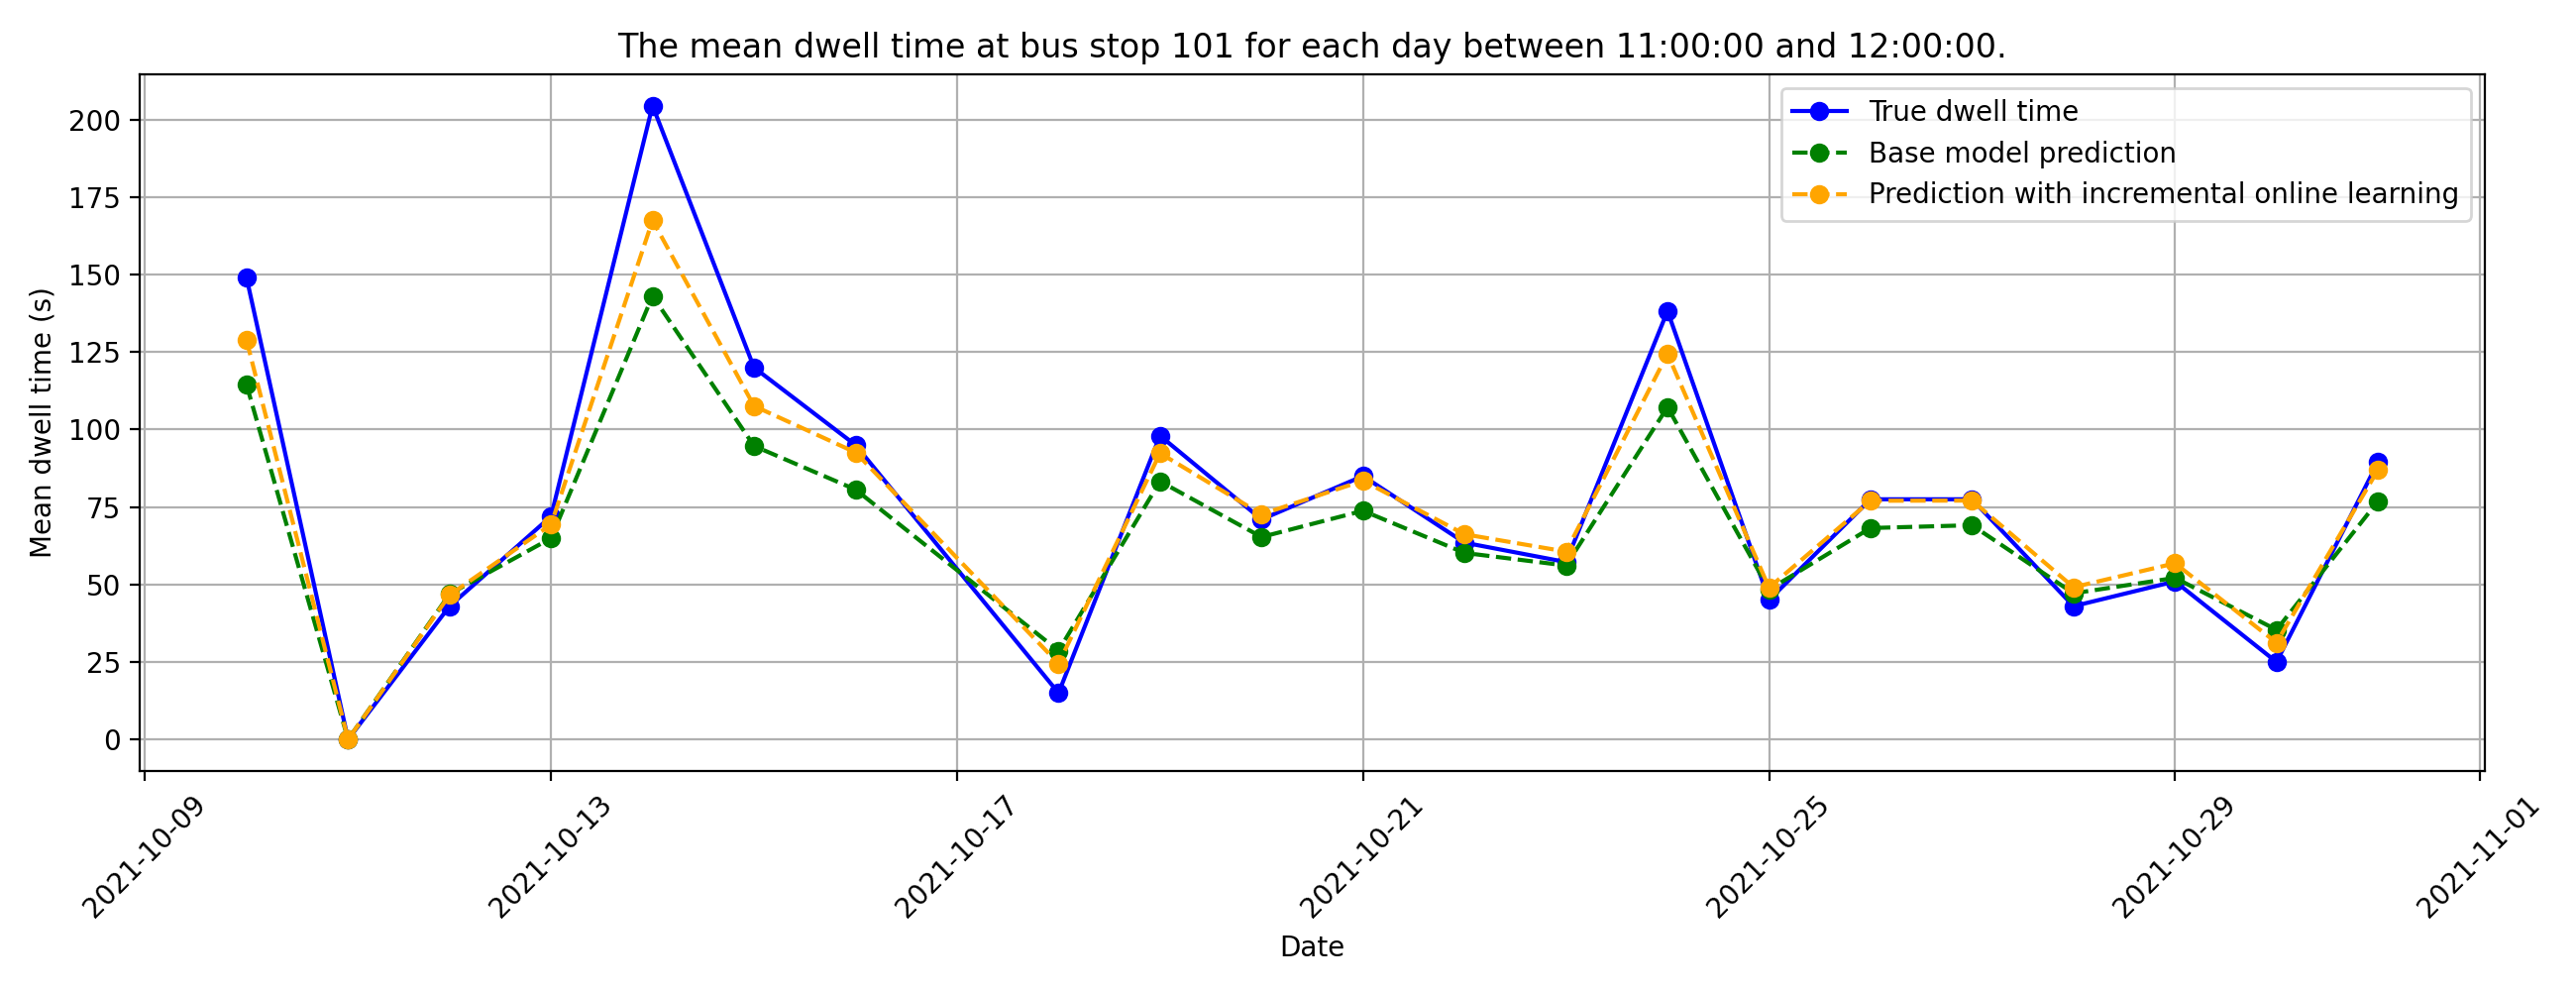 The mean dwell time at bus stop 101 for each day between 11:00:00 and 12:00:00.
True dwell time
Base model prediction
Prediction with incremental online learning
Mean dwell time (s)
200
175
150
125
100
75
50
25
0
2021-10-09
2021-10-13
2021-10-17
2021-10-21
2021-10-25
2021-10-29
2021-11-01
Date